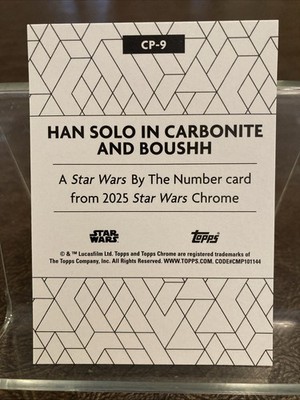 CP-9
HAN SOLO IN CARBONITE
AND BOUSHH
A Star Wars By The Number card
from 2025 Star Wars Chrome
STAR WARS
Topps
© & ™ Lucasfilm Ltd. Topps and Topps Chrome are registered trademarks of
The Topps Company, Inc. All Rights Reserved. WWW.TOPPS.COM. CODE#CMP101144